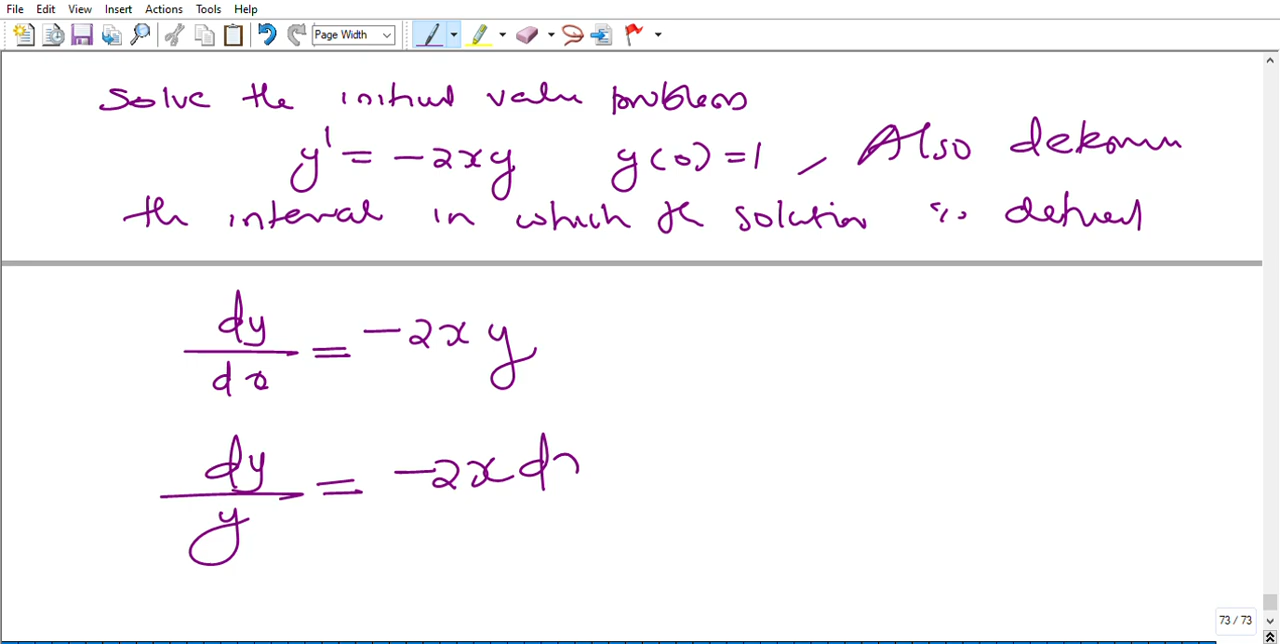 File Edit View Insert Actions Tools Help
Page Width
Solve the initial value problem
y' = -2xy y(0) = 1, Also determ
the interval in which the solution is defined
dy/dx = -2xy
dy/y = -2x dx
73 / 73